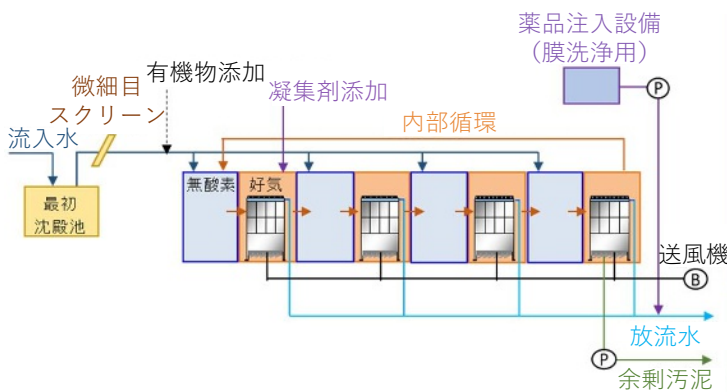 薬品注入設備
（膜洗浄用）
有機物添加
微細目
スクリーン
凝集剤添加
P
内部循環
流入水
無酸素
好気
最初
沈殿池
送風機
B
放流水
P
余剰汚泥